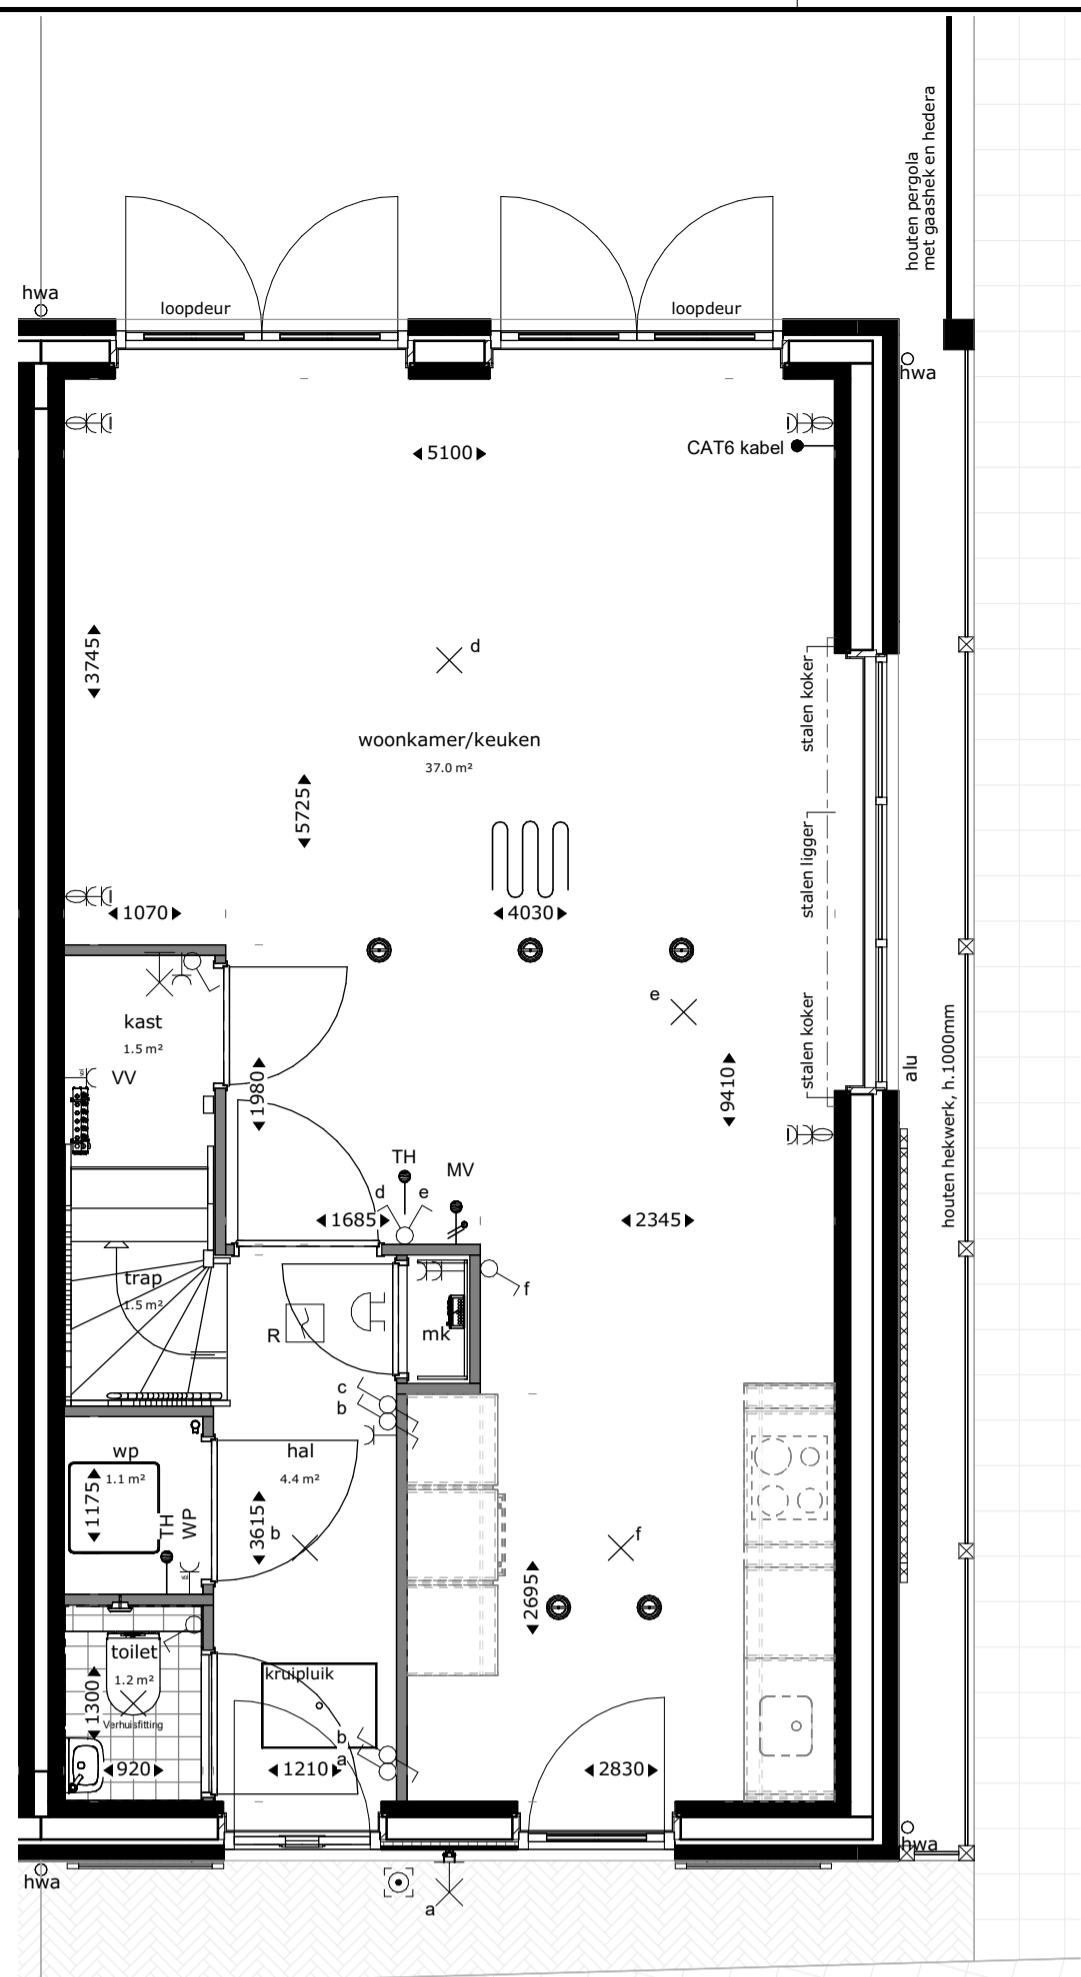 houten pergola
met gaashek en hedera
hwa
loopdeur
loopdeur
hwa
5100
CAT6 kabel
3745
d
stalen koker
woonkamer/keuken
37.0 m²
5725
stalen ligger
1070
4030
e
kast
1.5 m²
stalen koker
houten hekwerk, h.1000mm
alu
VV
1980
9410
TH
MV
d
e
1685
2345
trap
1.5 m²
f
R
mk
c
b
wp
1.1 m²
hal
4.4 m²
1175
TH
WP
3615
b
f
2695
toilet
1.2 m²
kruipluik
1300
Verhuisfitting
b
a
920
1210
2830
hwa
hwa
a